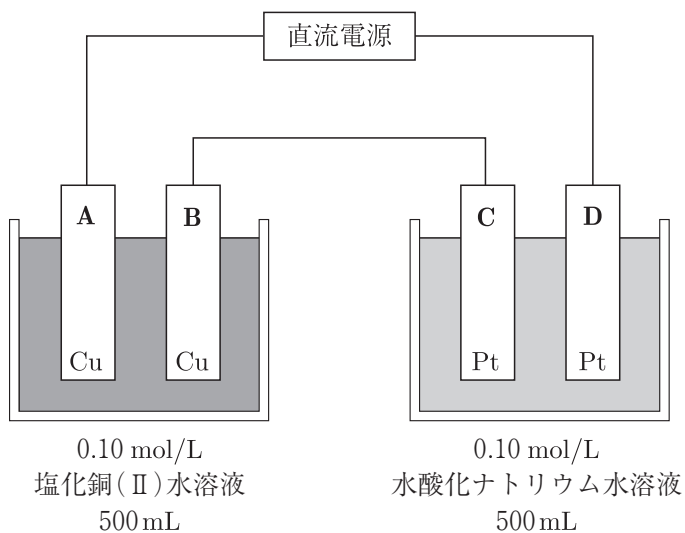 直流電源
A
B
C
D
Cu
Cu
Pt
Pt
0.10 mol/L
塩化銅(Ⅱ)水溶液
500 mL
0.10 mol/L
水酸化ナトリウム水溶液
500 mL